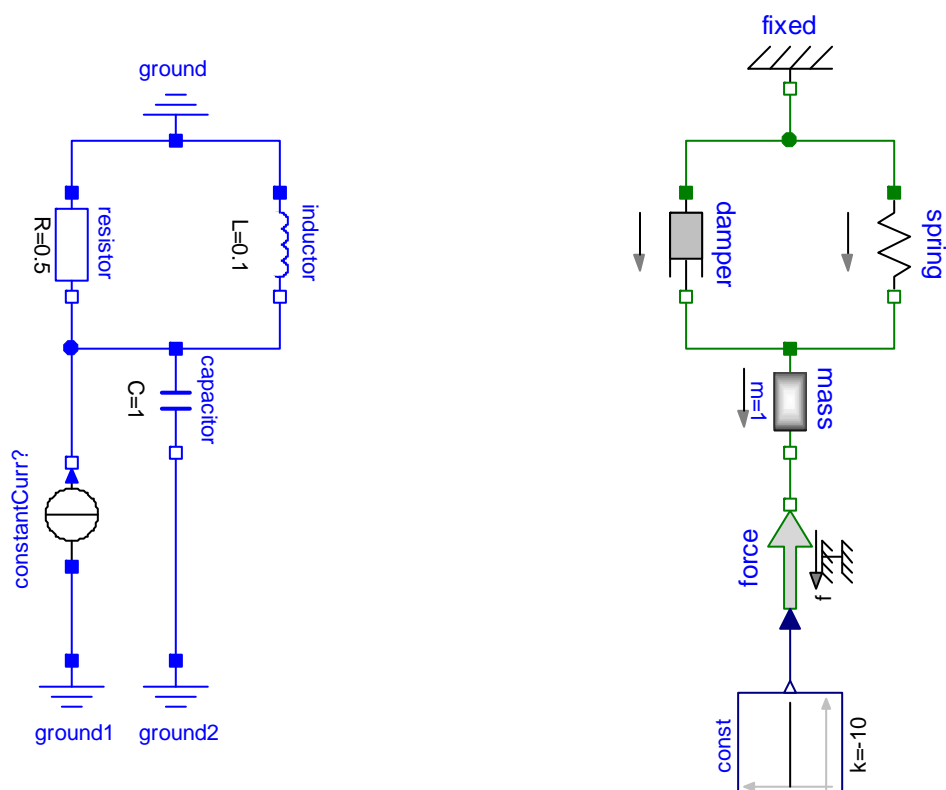 ground
resistor
R=0.5
inductor
L=0.1
capacitor
C=1
constantCurr?
ground1
ground2
fixed
damper
spring
mass
m=1
force
f
const
k=-10